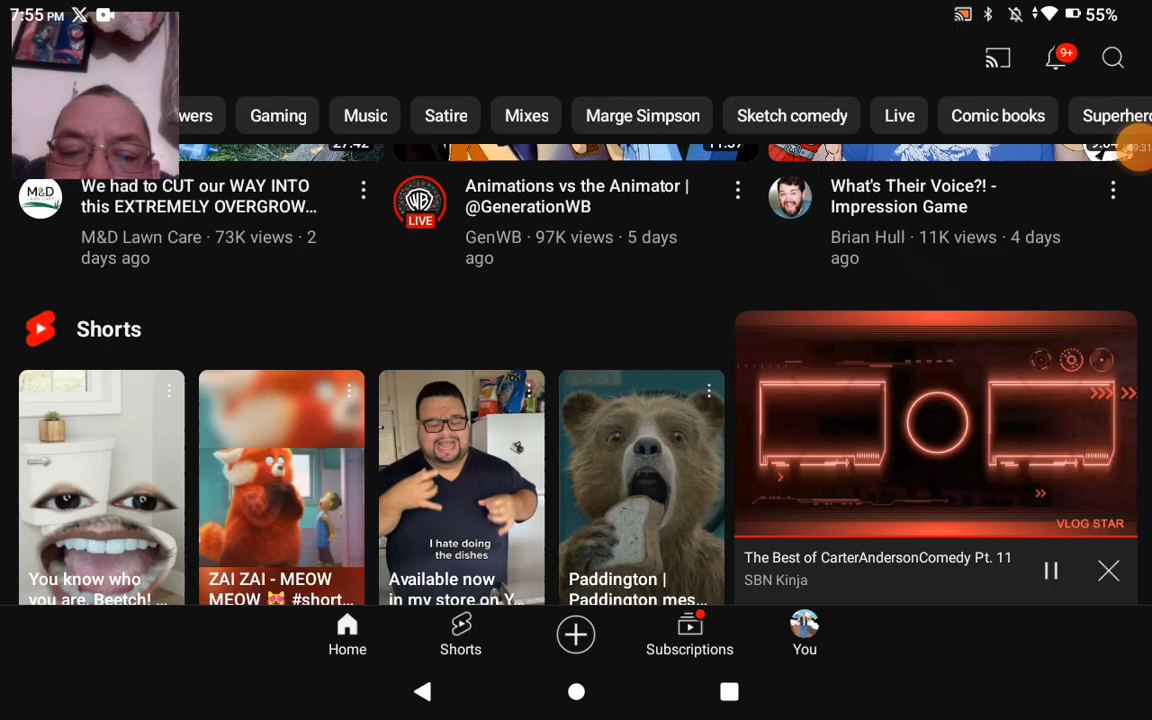 7:55 PM
55%
9+
wers
Gaming
Music
Satire
Mixes
Marge Simpson
Sketch comedy
Live
Comic books
Superhero
49:31
M&D
LAWN CARE
We had to CUT our WAY INTO
this EXTREMELY OVERGROW...
M&D Lawn Care · 73K views · 2
days ago
WB
LIVE
Animations vs the Animator |
@GenerationWB
GenWB · 97K views · 5 days
ago
What's Their Voice?! -
Impression Game
Brian Hull · 11K views · 4 days
ago
Shorts
You know who
you are. Beetch! ...
ZAI ZAI - MEOW
MEOW 😻 #short...
I hate doing
the dishes
Available now
in my store on Y...
Paddington |
Paddington mes...
VLOG STAR
The Best of CarterAndersonComedy Pt. 11
SBN Kinja
Home
Shorts
Subscriptions
You